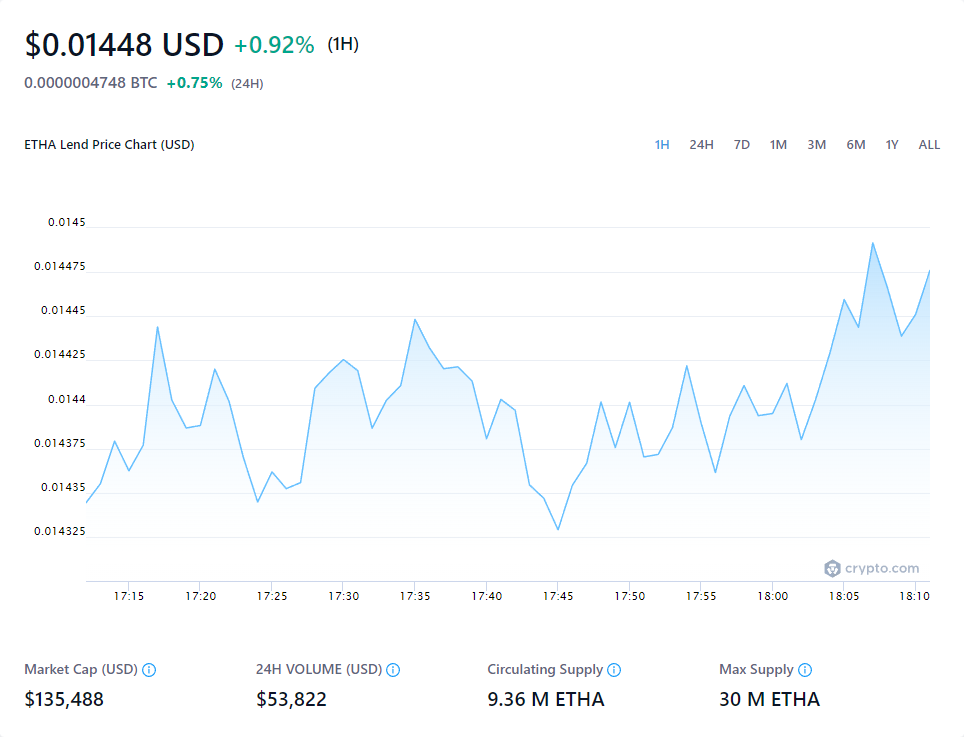 $0.01448 USD +0.92% (1H)
0.0000004748 BTC +0.75% (24H)
ETHA Lend Price Chart (USD) 1H 24H 7D 1M 3M 6M 1Y ALL
0.0145
0.014475
0.01445
0.014425
0.0144
0.014375
0.01435
0.014325
crypto.com
17:15 17:20 17:25 17:30 17:35 17:40 17:45 17:50 17:55 18:00 18:05 18:10
Market Cap (USD) 24H VOLUME (USD) Circulating Supply Max Supply
$135,488 $53,822 9.36 M ETHA 30 M ETHA